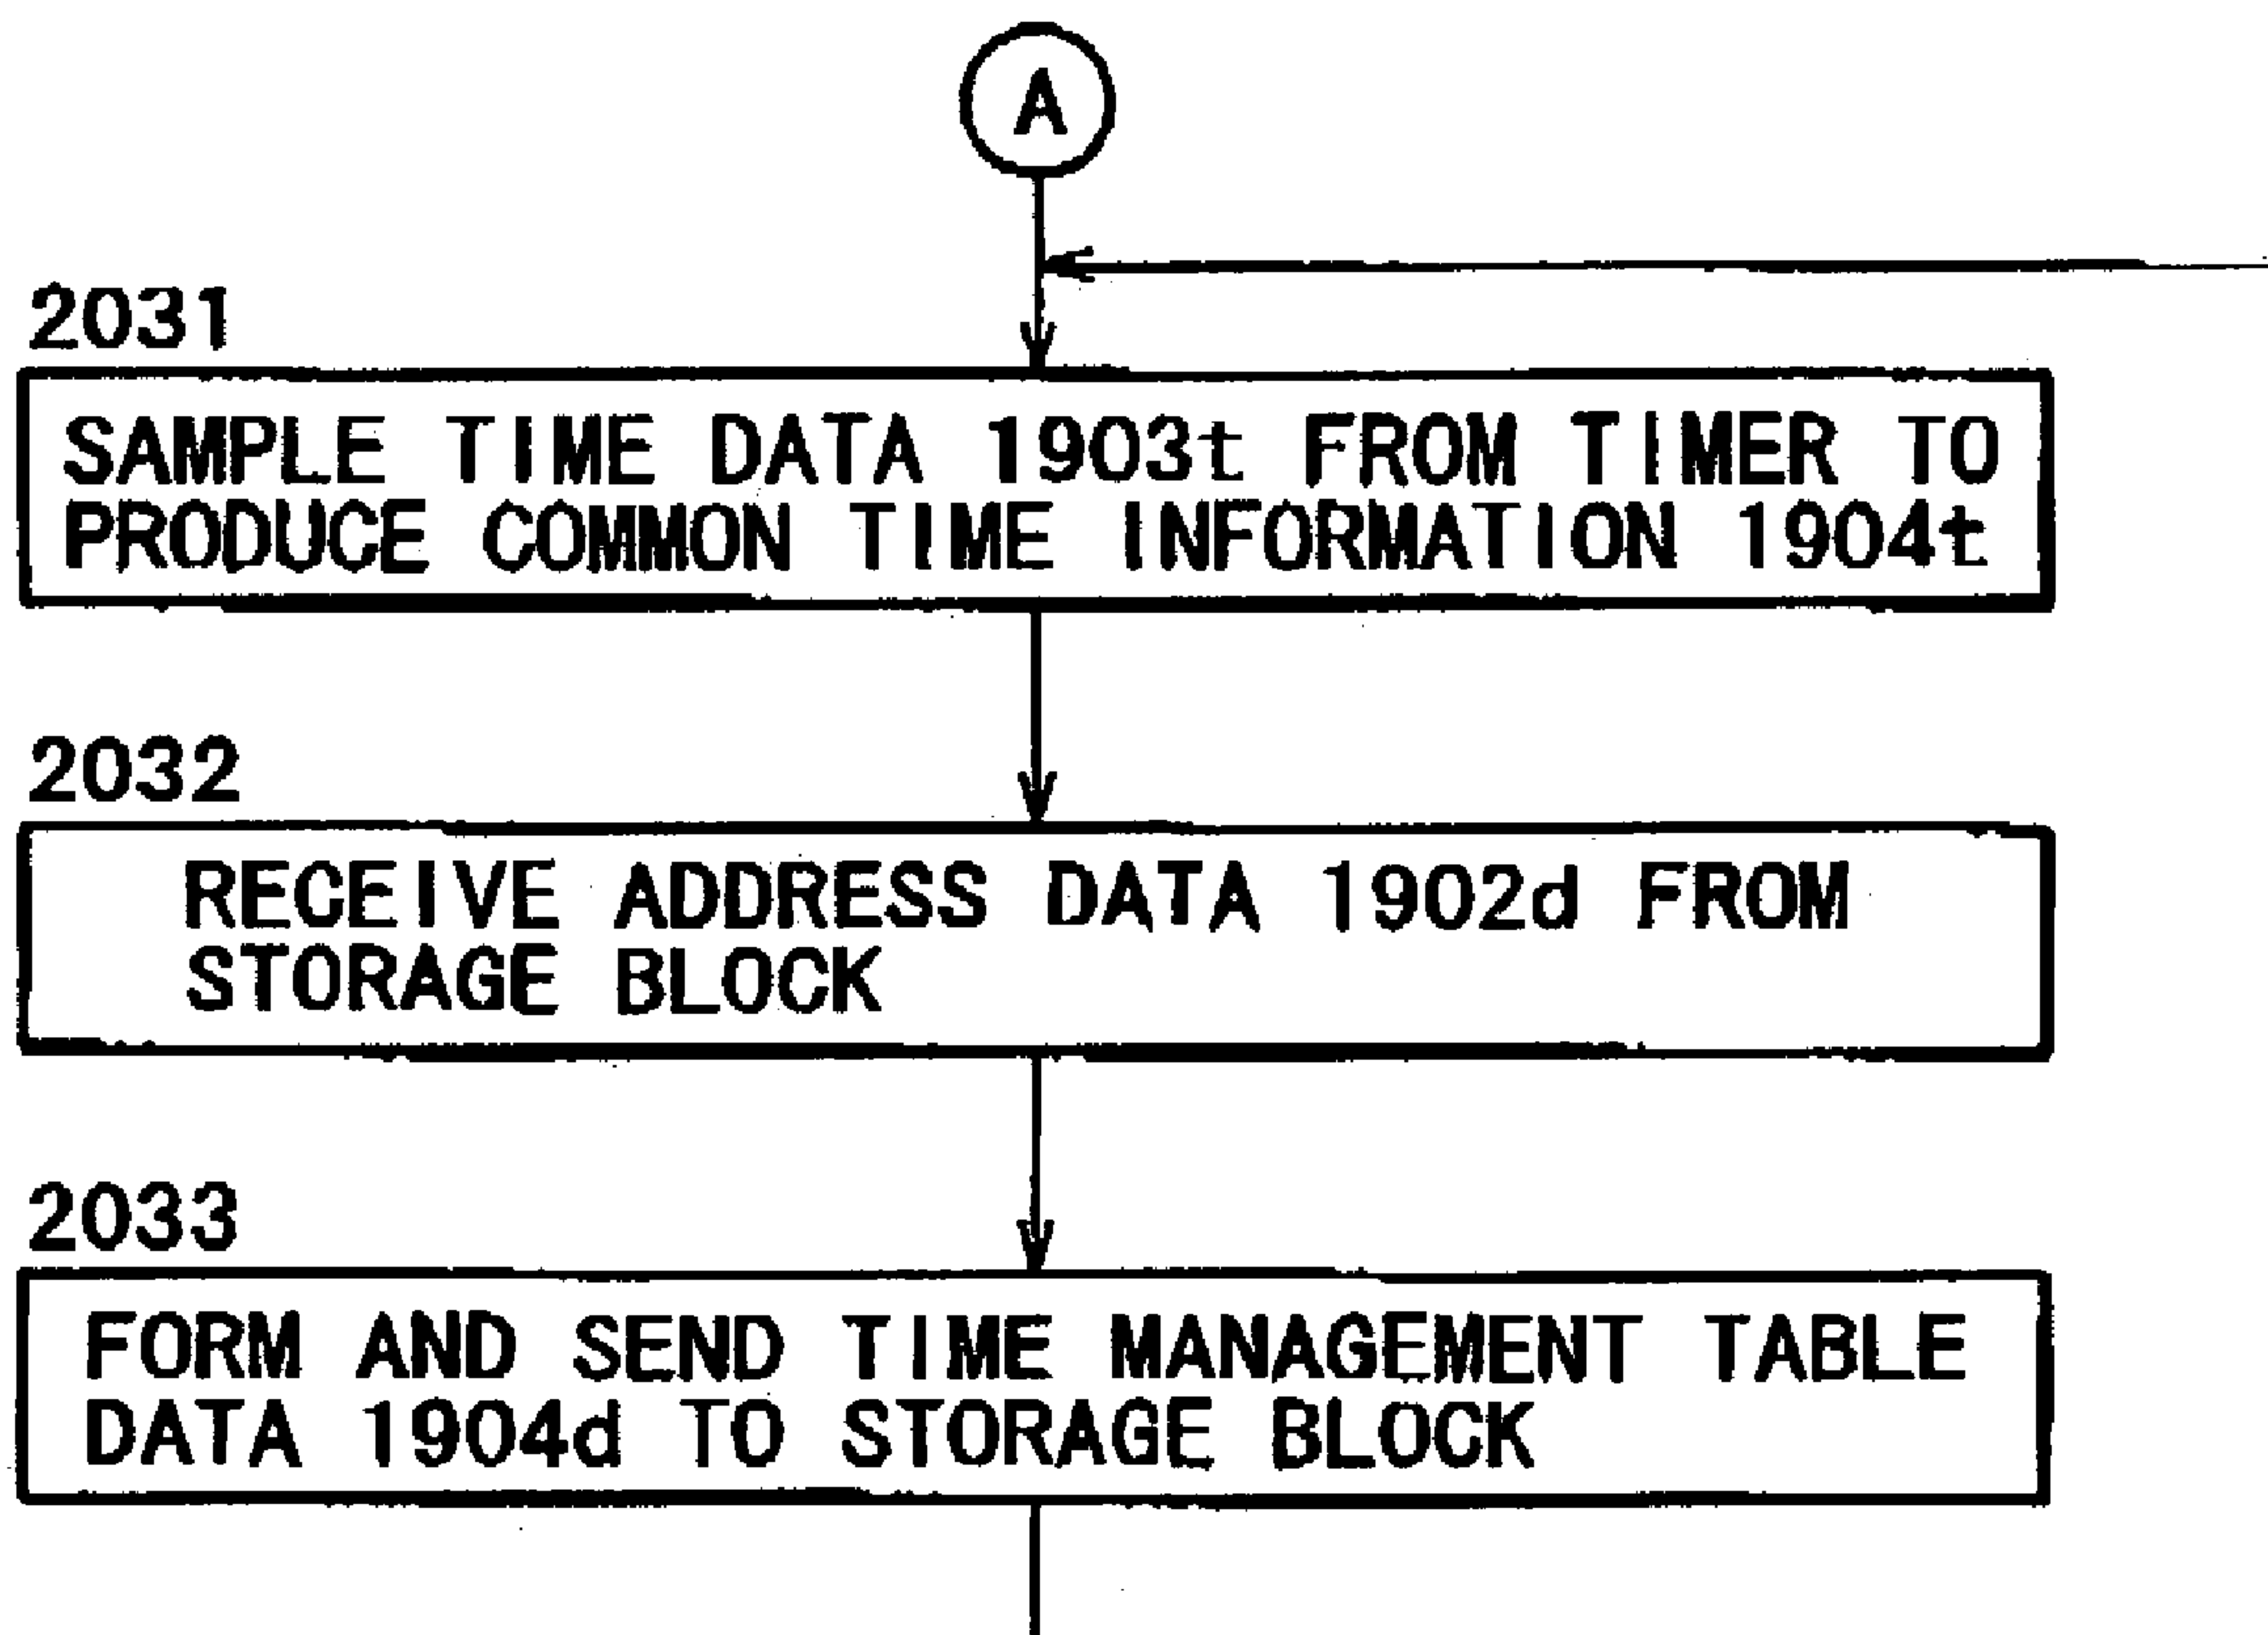 A
2031
SAMPLE TIME DATA 1903t FROM TIMER TO
PRODUCE COMMON TIME INFORMATION 1904t
2032
RECEIVE ADDRESS DATA 1902d FROM
STORAGE BLOCK
2033
FORM AND SEND TIME MANAGEMENT TABLE
DATA 1904d TO STORAGE BLOCK